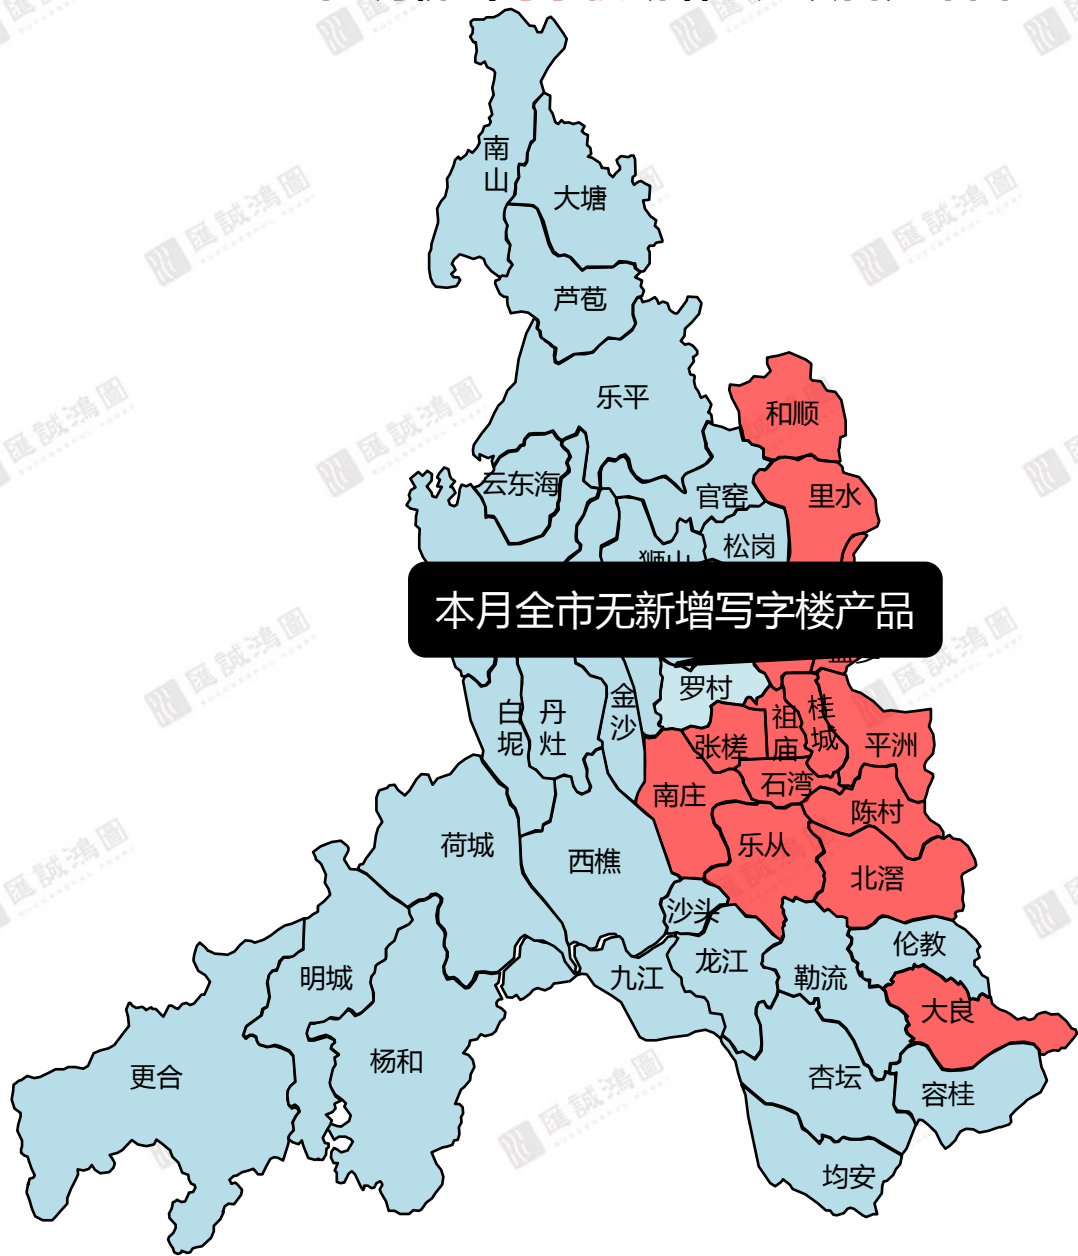 南山
大塘
芦苞
乐平
和顺
云东海
官窑
里水
松岗
狮山
本月全市无新增写字楼产品
罗村
金沙
白坭
丹灶
祖庙
桂城
张槎
平洲
石湾
南庄
陈村
乐从
荷城
西樵
北滘
沙头
伦教
龙江
九江
勒流
明城
大良
杨和
更合
杏坛
容桂
均安
匯誠鴻圖